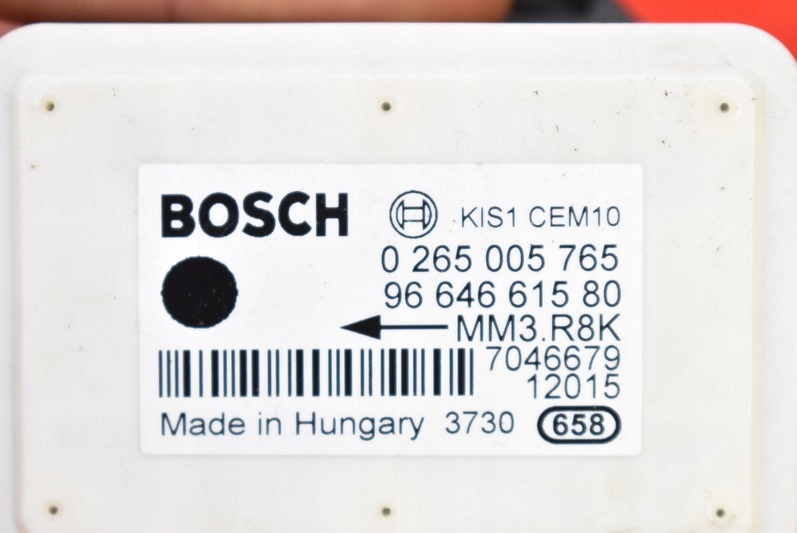 BOSCH KIS1 CEM10
0 265 005 765
96 646 615 80
MM3.R8K
7046679
12015
Made in Hungary 3730 658